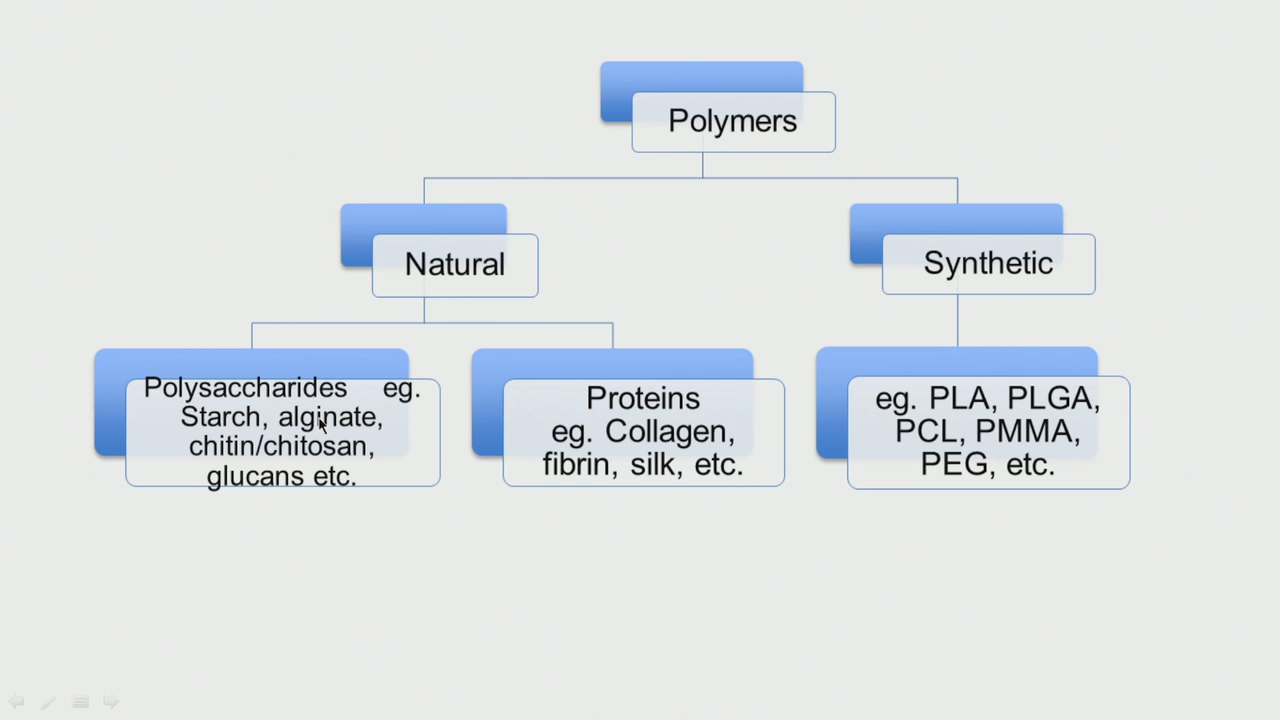 Polymers
Natural
Synthetic
Polysaccharides eg.
Starch, alginate,
chitin/chitosan,
glucans etc.
Proteins
eg. Collagen,
fibrin, silk, etc.
eg. PLA, PLGA,
PCL, PMMA,
PEG, etc.